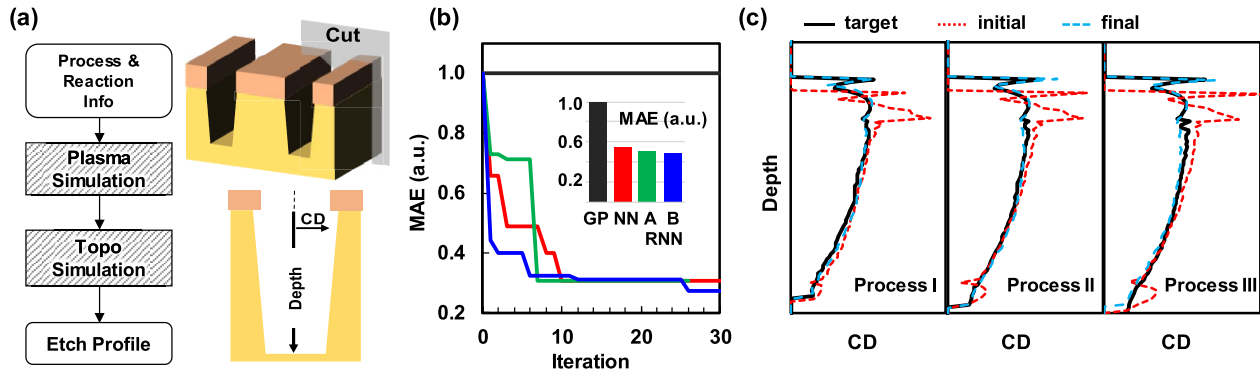 (a)
Process &
Reaction
Info
Plasma
Simulation
Topo
Simulation
Etch Profile
Cut
CD
Depth
(b)
MAE (a.u.)
1.0
0.8
0.6
0.4
0.2
0
10
20
30
Iteration
1.0
MAE (a.u.)
0.6
0.2
GP NN A B
RNN
(c)
target
initial
final
Depth
Process I
Process II
Process III
CD
CD
CD